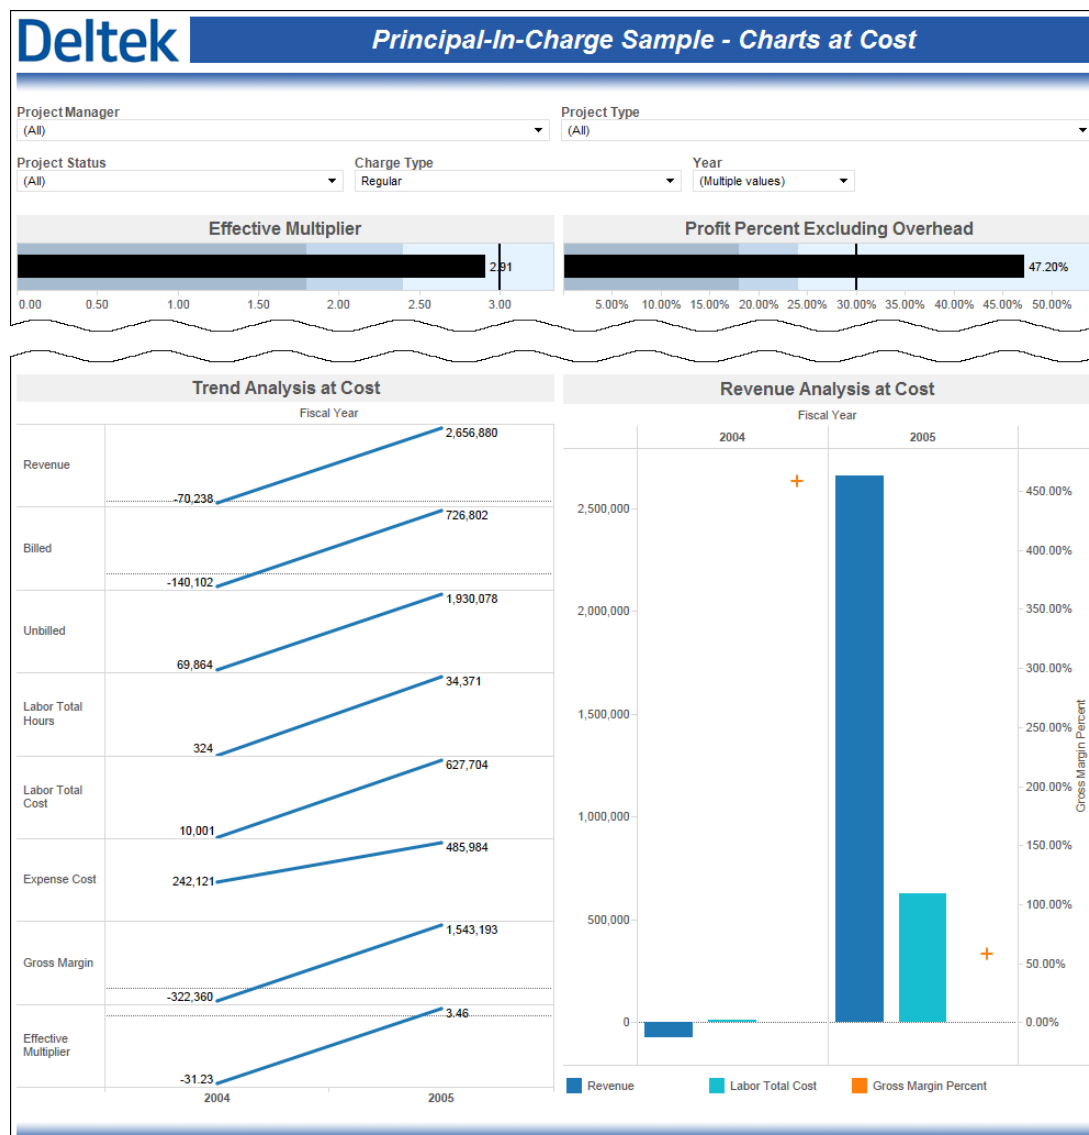 Deltek
Principal-In-Charge Sample - Charts at Cost
Project Manager
(All)
Project Type
(All)
Project Status
(All)
Charge Type
Regular
Year
(Multiple values)
Effective Multiplier
2.91
0.00 0.50 1.00 1.50 2.00 2.50 3.00
Profit Percent Excluding Overhead
47.20%
5.00% 10.00% 15.00% 20.00% 25.00% 30.00% 35.00% 40.00% 45.00% 50.00%
Trend Analysis at Cost
Fiscal Year
Revenue
-70,238
2,656,880
Billed
-140,102
726,802
Unbilled
69,864
1,930,078
Labor Total
Hours
324
34,371
Labor Total
Cost
10,001
627,704
Expense Cost
242,121
485,984
Gross Margin
-322,360
1,543,193
Effective
Multiplier
-31.23
3.46
2004 2005
Revenue Analysis at Cost
Fiscal Year
2004 2005
2,500,000
2,000,000
1,500,000
1,000,000
500,000
0
450.00%
400.00%
350.00%
300.00%
250.00%
200.00%
150.00%
100.00%
50.00%
0.00%
Gross Margin Percent
Revenue
Labor Total Cost
Gross Margin Percent